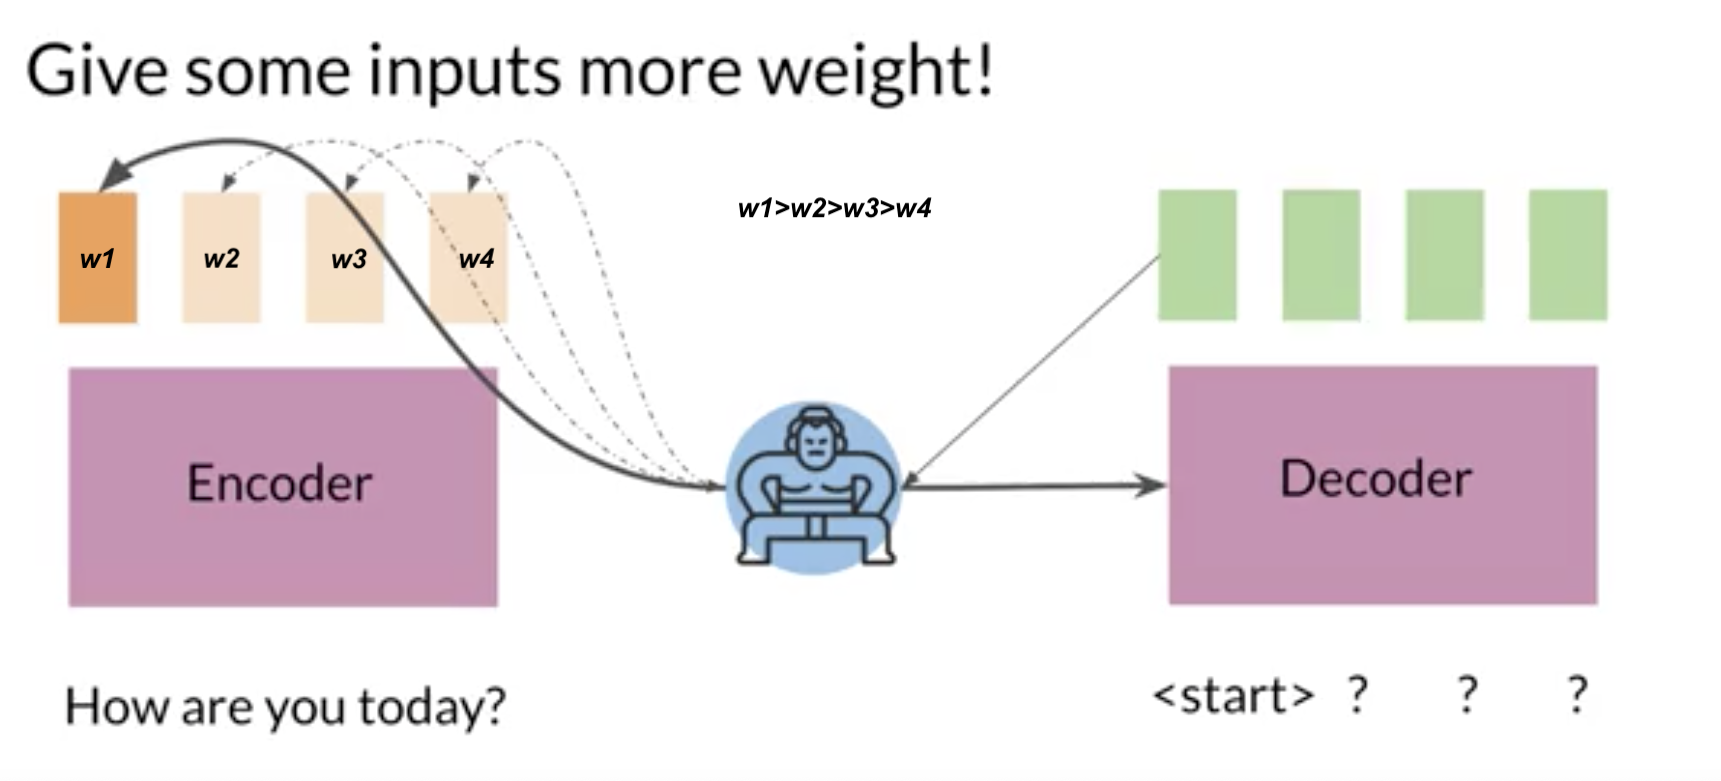 Give some inputs more weight!
w1>w2>w3>w4
w1 w2 w3 w4
Encoder
Decoder
How are you today?
<start> ? ? ?